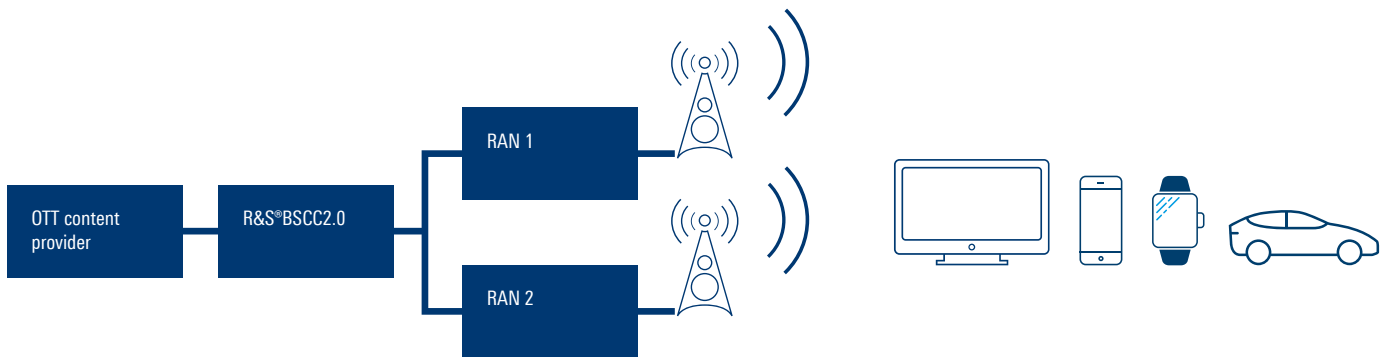 OTT content
provider
R&S®BSCC2.0
RAN 1
RAN 2